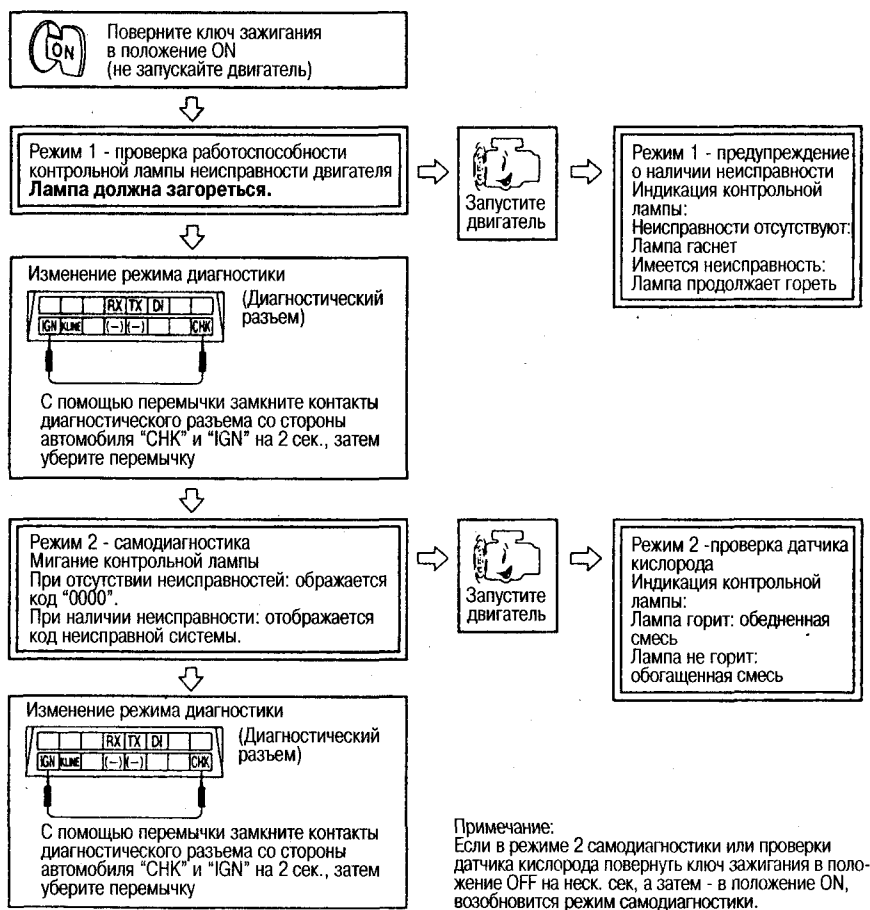 ON
Поверните ключ зажигания
в положение ON
(не запускайте двигатель)
Режим 1 - проверка работоспособности
контрольной лампы неисправности двигателя
Лампа должна загореться.
Запустите
двигатель
Режим 1 - предупреждение
о наличии неисправности
Индикация контрольной
лампы:
Неисправности отсутствуют:
Лампа гаснет
Имеется неисправность:
Лампа продолжает гореть
Изменение режима диагностики
(Диагностический
разъем)
RX TX DI
IGN KLINE (–) (–) CHK
С помощью перемычки замкните контакты
диагностического разъема со стороны
автомобиля “CHK” и “IGN” на 2 сек., затем
уберите перемычку
Режим 2 - самодиагностика
Мигание контрольной лампы
При отсутствии неисправностей: ображается
код “0000”.
При наличии неисправности: отображается
код неисправной системы.
Запустите
двигатель
Режим 2 -проверка датчика
кислорода
Индикация контрольной
лампы:
Лампа горит: обедненная
смесь
Лампа не горит:
обогащенная смесь
Изменение режима диагностики
(Диагностический
разъем)
RX TX DI
IGN KLINE (–) (–) CHK
С помощью перемычки замкните контакты
диагностического разъема со стороны
автомобиля “CHK” и “IGN” на 2 сек., затем
уберите перемычку
Примечание:
Если в режиме 2 самодиагностики или проверки
датчика кислорода повернуть ключ зажигания в поло-
жение OFF на неск. сек, а затем - в положение ON,
возобновится режим самодиагностики.